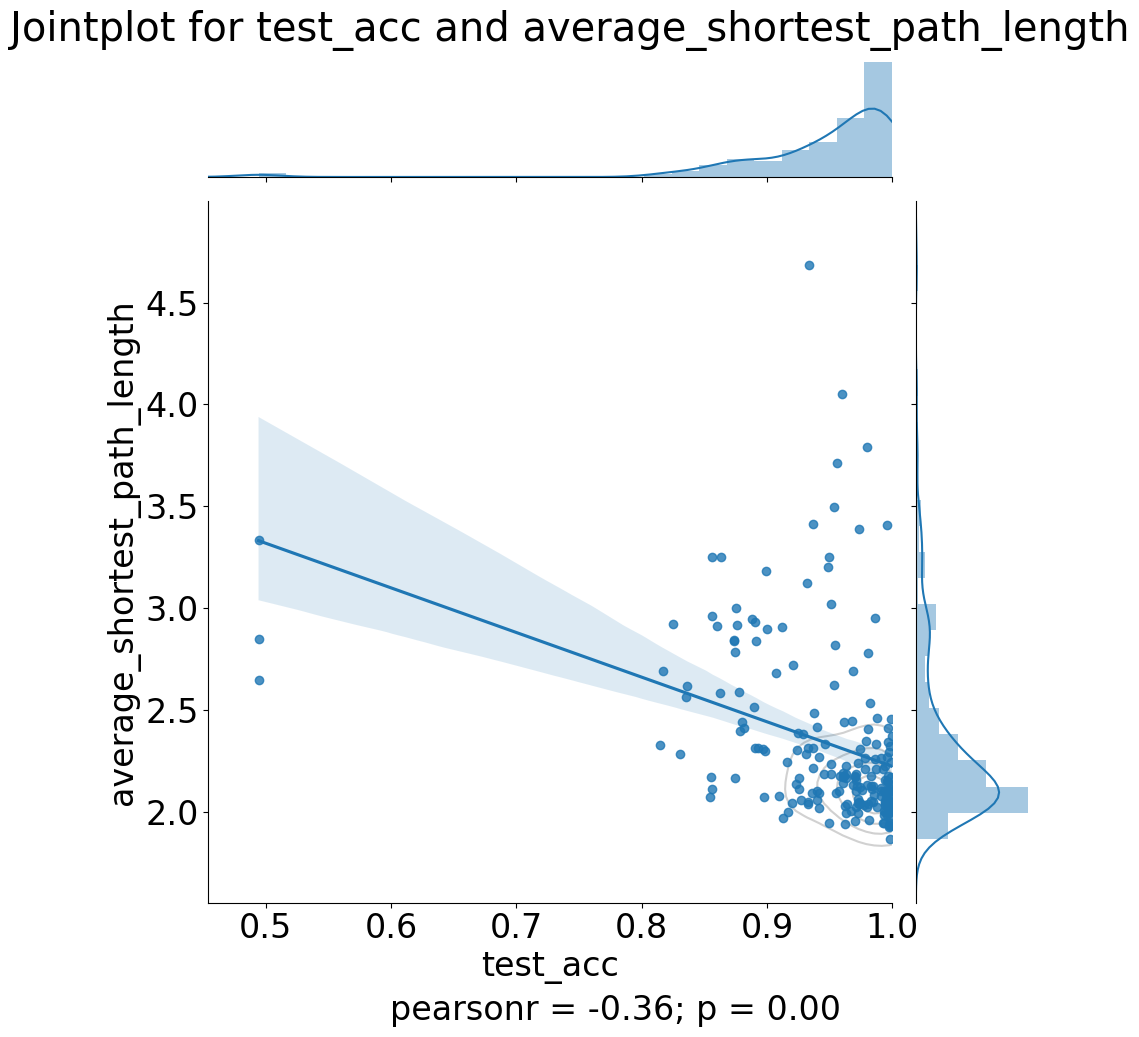 Jointplot for test_acc and average_shortest_path_length
average_shortest_path_length
4.5
4.0
3.5
3.0
2.5
2.0
0.5 0.6 0.7 0.8 0.9 1.0
test_acc
pearsonr = -0.36; p = 0.00